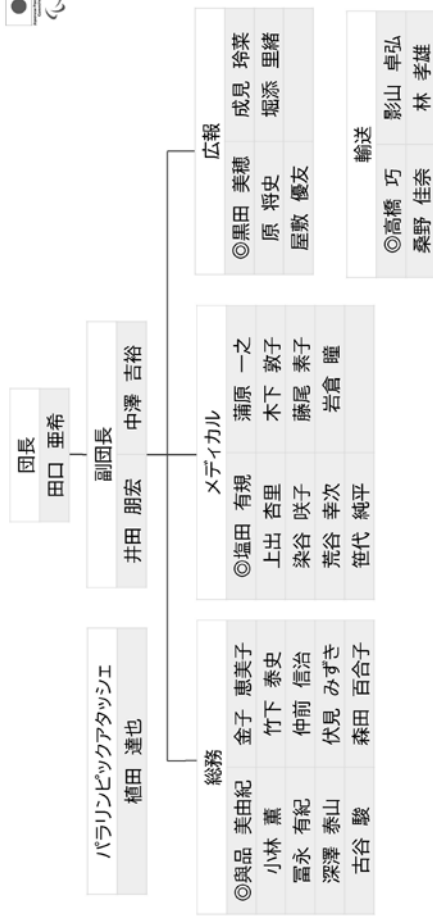 団長
田口 亜希
パラリンピックアタッシェ
植田 達也
副団長
井田 朋宏 中澤 吉裕
総務
◎與品 美由紀 金子 恵美子
小林 薫 竹下 泰史
冨永 有紀 仲前 信治
深澤 泰山 伏見 みずき
古谷 駿 森田 百合子
メディカル
◎塩田 有規 蒲原 一之
上出 杏里 木下 敦子
染谷 咲子 藤尾 素子
荒谷 幸次 岩倉 瞳
笹代 純平
広報
◎黒田 美穂 成見 玲菜
原 将史 堀添 里緒
屋敷 優友
輸送
◎高橋 巧 影山 卓弘
桑野 佳奈 林 孝雄